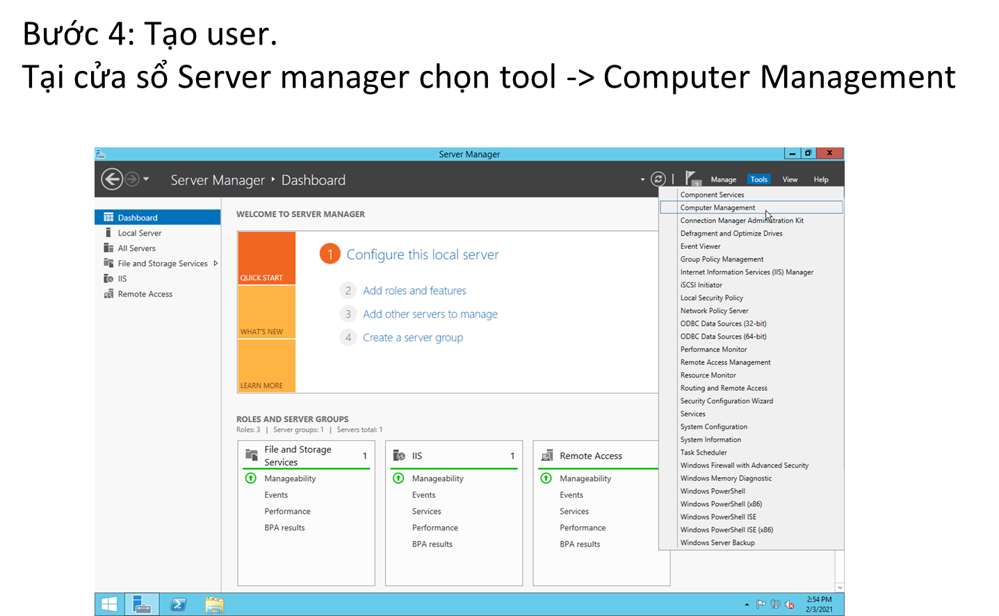 Bước 4: Tạo user.
Tại cửa sổ Server manager chọn tool -> Computer Management
Server Manager
Server Manager ‣ Dashboard
Manage Tools View Help
2
Dashboard
Local Server
All Servers
File and Storage Services
IIS
Remote Access
WELCOME TO SERVER MANAGER
QUICK START
WHAT'S NEW
LEARN MORE
1 Configure this local server
2 Add roles and features
3 Add other servers to manage
4 Create a server group
ROLES AND SERVER GROUPS
Roles: 3 | Server groups: 1 | Servers total: 1
File and Storage
Services 1
Manageability
Events
Performance
BPA results
IIS 1
Manageability
Events
Services
Performance
BPA results
Remote Access
Manageability
Events
Services
Performance
BPA results
Component Services
Computer Management
Connection Manager Administration Kit
Defragment and Optimize Drives
Event Viewer
Group Policy Management
Internet Information Services (IIS) Manager
iSCSI Initiator
Local Security Policy
Network Policy Server
ODBC Data Sources (32-bit)
ODBC Data Sources (64-bit)
Performance Monitor
Remote Access Management
Resource Monitor
Routing and Remote Access
Security Configuration Wizard
Services
System Configuration
System Information
Task Scheduler
Windows Firewall with Advanced Security
Windows Memory Diagnostic
Windows PowerShell
Windows PowerShell (x86)
Windows PowerShell ISE
Windows PowerShell ISE (x86)
Windows Server Backup
2:54 PM
2/3/2021